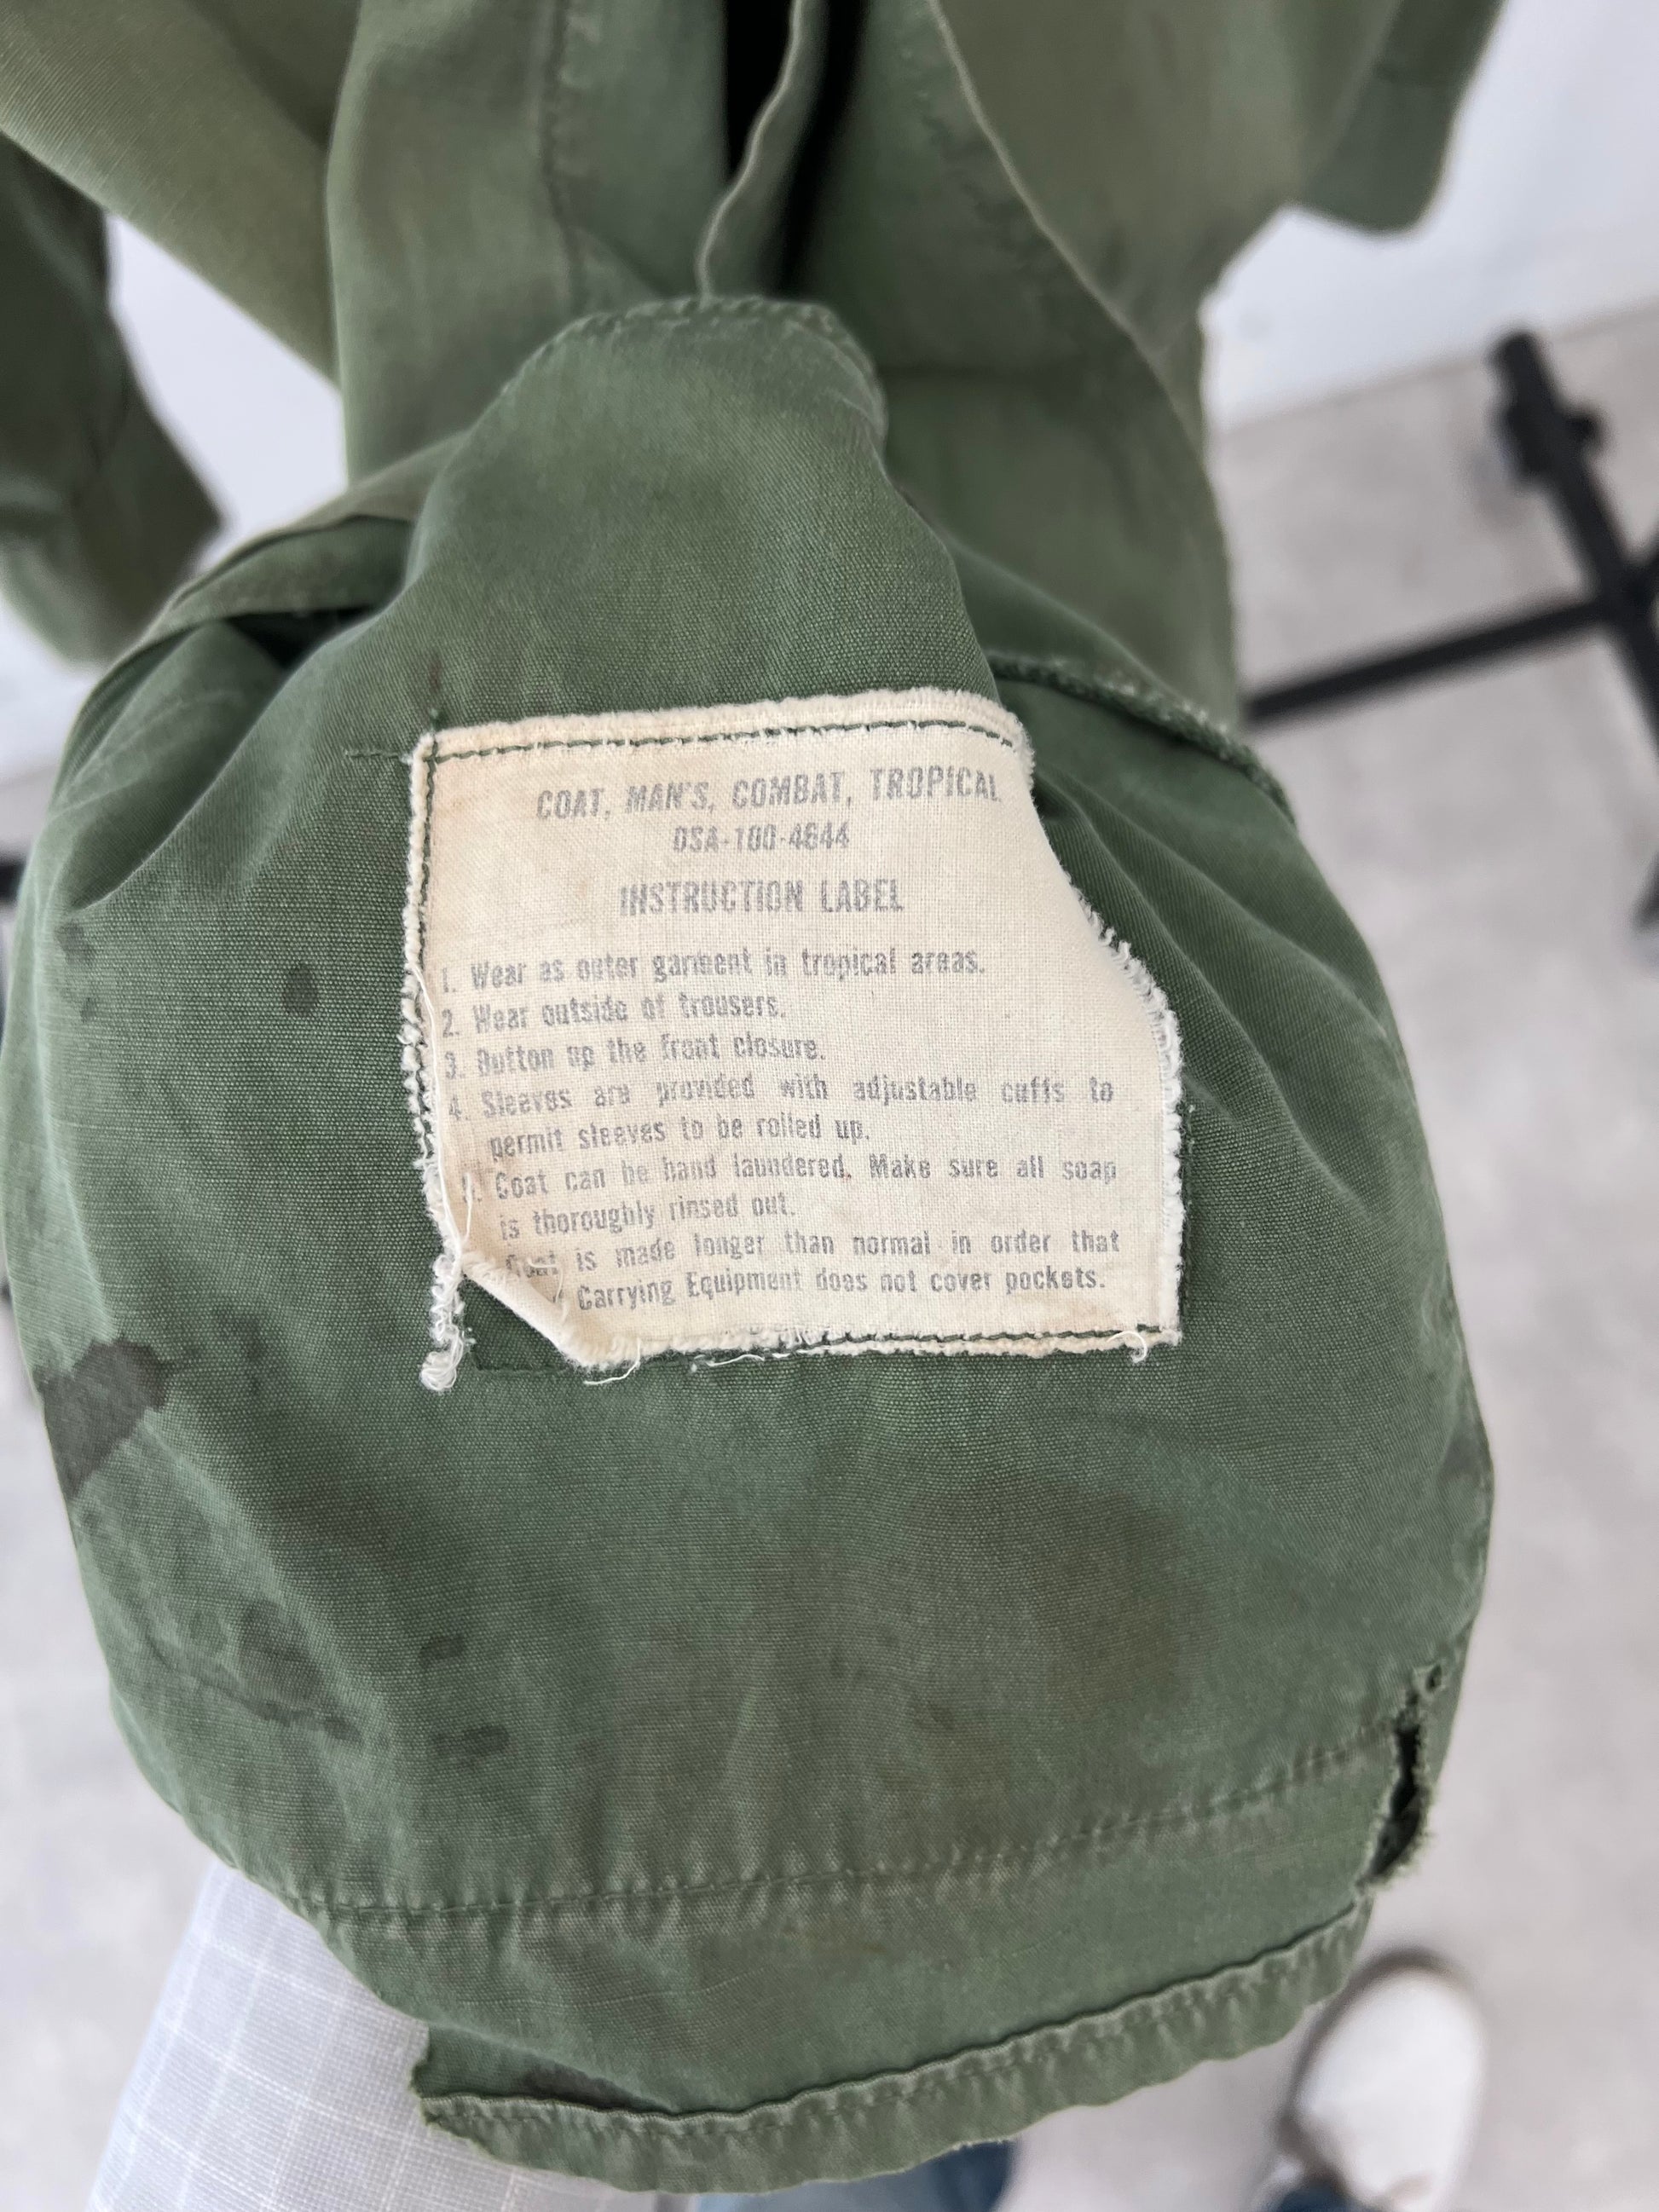 COAT, MAN'S, COMBAT, TROPICAL
DSA-100-4644
INSTRUCTION LABEL
1. Wear as outer garment in tropical areas.
2. Wear outside of trousers.
3. Button up the front closure.
4. Sleeves are provided with adjustable cuffs to
permit sleeves to be rolled up.
Coat can be hand laundered. Make sure all soap
is thoroughly rinsed out.
Coat is made longer than normal in order that
Carrying Equipment does not cover pockets.